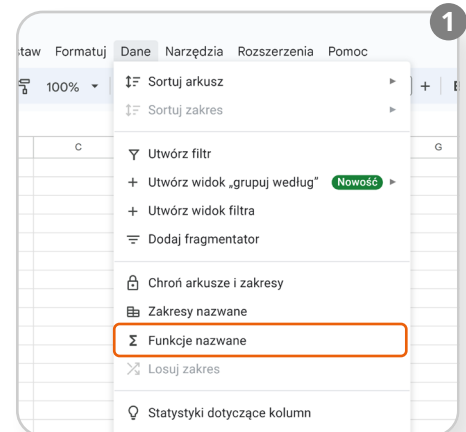 1
Formatuj Dane Narzędzia Rozszerzenia Pomoc
100% +
Sortuj arkusz
Sortuj zakres
C G
Utwórz filtr
Utwórz widok „grupuj według” Nowość
Utwórz widok filtra
Dodaj fragmentator
Chroń arkusze i zakresy
Zakresy nazwane
Σ Funkcje nazwane
Losuj zakres
Statystyki dotyczące kolumn